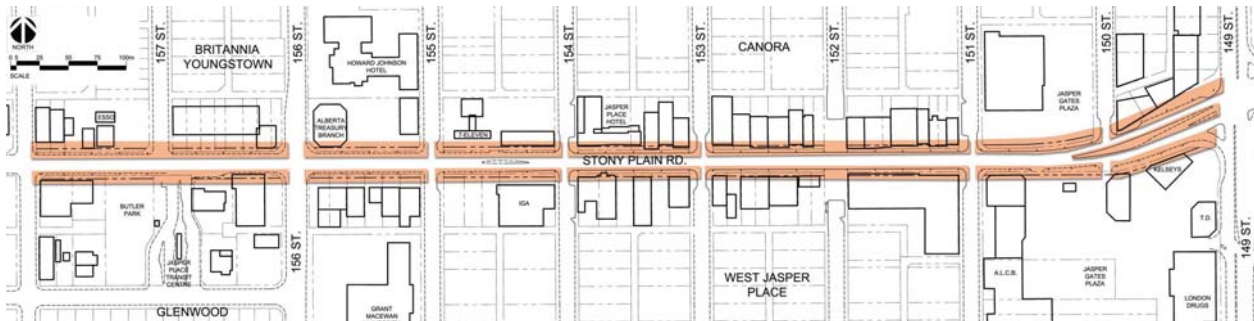 NORTH
0 5 25 50 75 100m
SCALE
157 ST.
BRITANNIA
YOUNGSTOWN
156 ST.
HOWARD JOHNSON
HOTEL
155 ST.
154 ST.
153 ST.
CANORA
152 ST.
151 ST.
150 ST.
149 ST.
ESSO
ALBERTA
TREASURY
BRANCH
7-ELEVEN
JASPER
PLACE
HOTEL
JASPER
GATES
PLAZA
STONY PLAIN RD.
KELSEYS
BUTLER
PARK
IGA
T.D.
156 ST.
149 ST.
JASPER
PLACE
TRANSIT
CENTRE
WEST JASPER
PLACE
A.L.C.B.
JASPER
GATES
PLAZA
LONDON
DRUGS
GLENWOOD
GRANT
MACEWAN